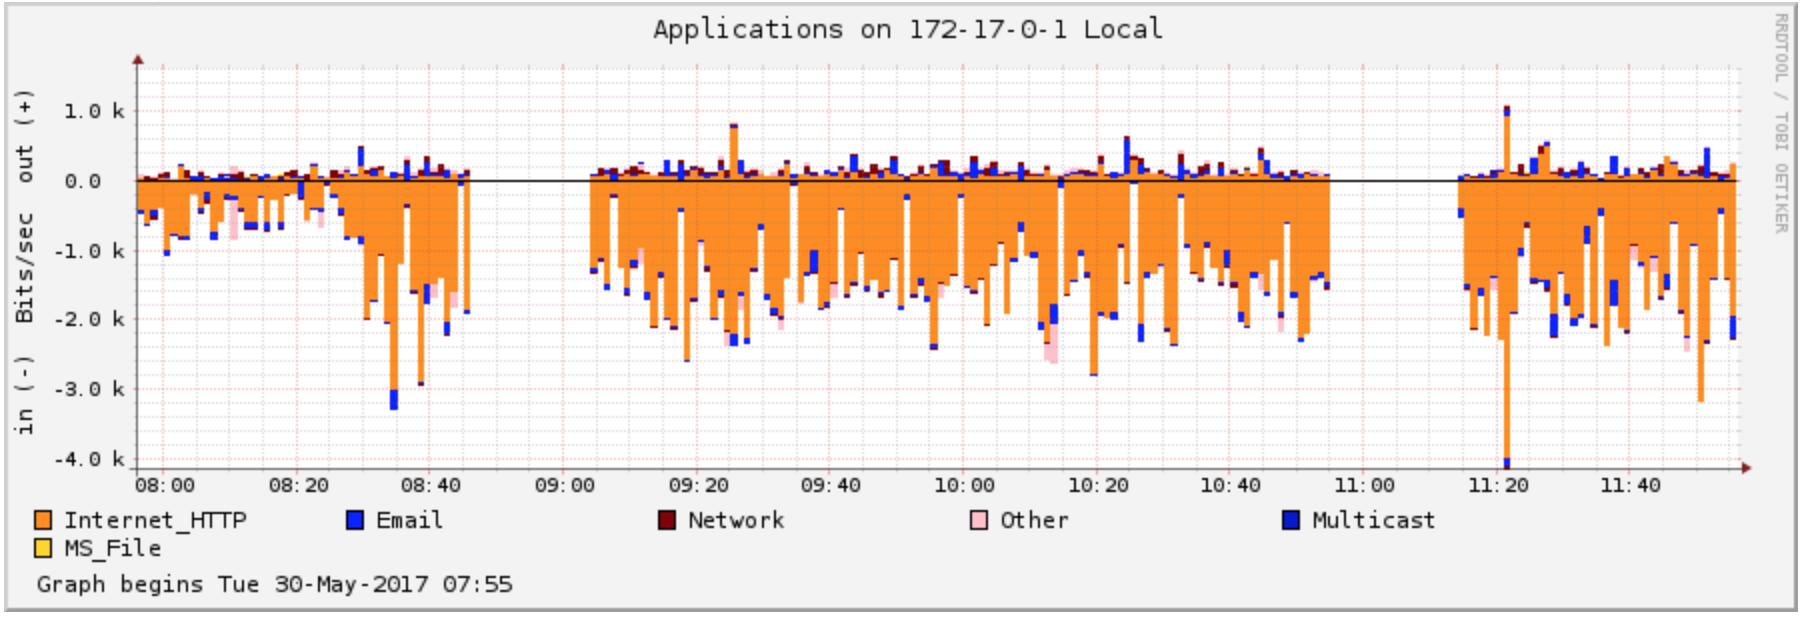 Applications on 172-17-0-1 Local
RRDTOOL / TOBI OETIKER
in (-)  Bits/sec  out (+)
1.0 k
0.0
-1.0 k
-2.0 k
-3.0 k
-4.0 k
08:00 08:20 08:40 09:00 09:20 09:40 10:00 10:20 10:40 11:00 11:20 11:40
Internet_HTTP Email Network Other Multicast
MS_File
Graph begins Tue 30-May-2017 07:55